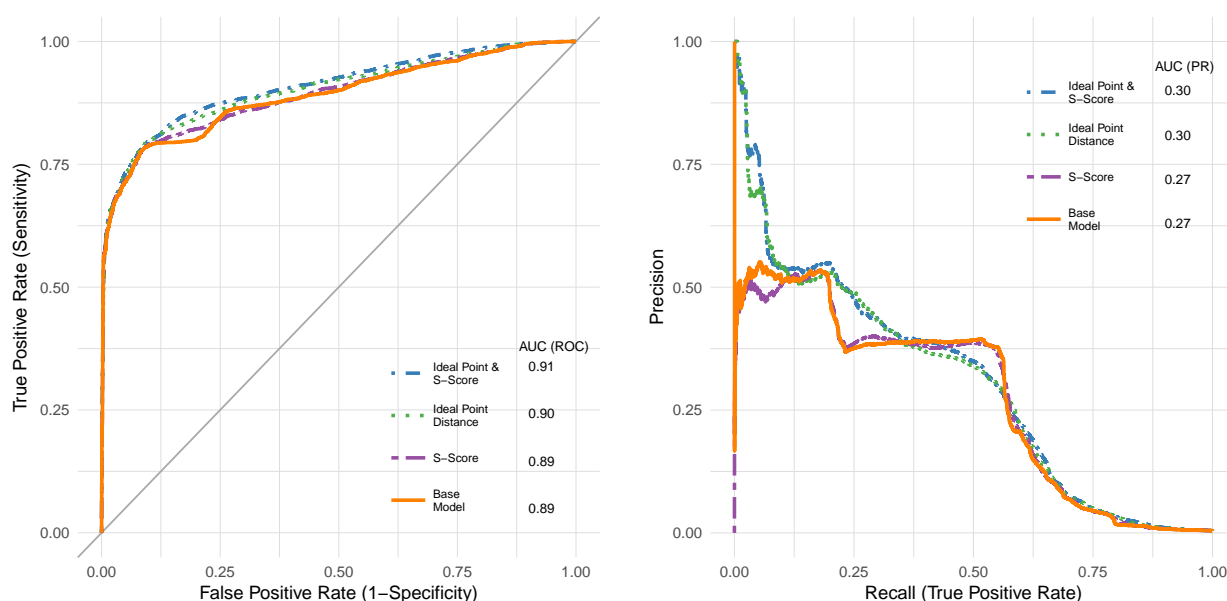 1.00
0.75
0.50
0.25
0.00
True Positive Rate (Sensitivity)
AUC (ROC)
Ideal Point &
S−Score
0.91
Ideal Point
Distance
0.90
S−Score
0.89
Base
Model
0.89
0.00
0.25
0.50
0.75
1.00
False Positive Rate (1−Specificity)
1.00
0.75
0.50
0.25
0.00
Precision
AUC (PR)
Ideal Point &
S−Score
0.30
Ideal Point
Distance
0.30
S−Score
0.27
Base
Model
0.27
0.00
0.25
0.50
0.75
1.00
Recall (True Positive Rate)